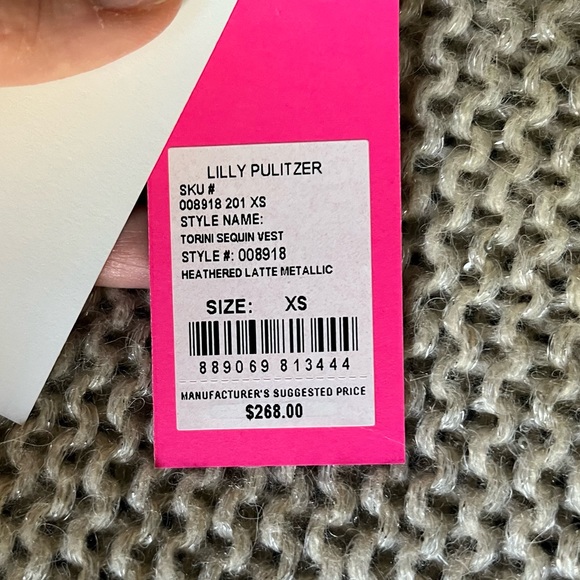 LILLY PULITZER
SKU #
008918 201 XS
STYLE NAME:
TORINI SEQUIN VEST
STYLE #: 008918
HEATHERED LATTE METALLIC
SIZE: XS
889069 813444
MANUFACTURER'S SUGGESTED PRICE
$268.00